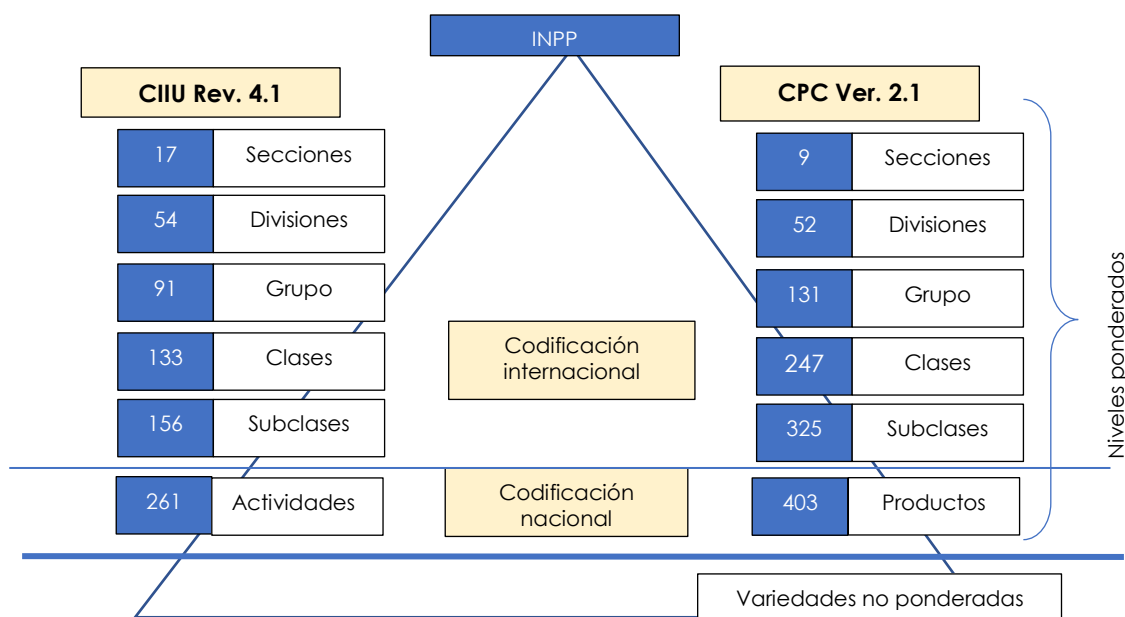 INPP
CIIU Rev. 4.1
CPC Ver. 2.1
17 Secciones
9 Secciones
54 Divisiones
52 Divisiones
91 Grupo
131 Grupo
133 Clases
Codificación
internacional
247 Clases
156 Subclases
325 Subclases
261 Actividades
Codificación
nacional
403 Productos
Niveles ponderados
Variedades no ponderadas